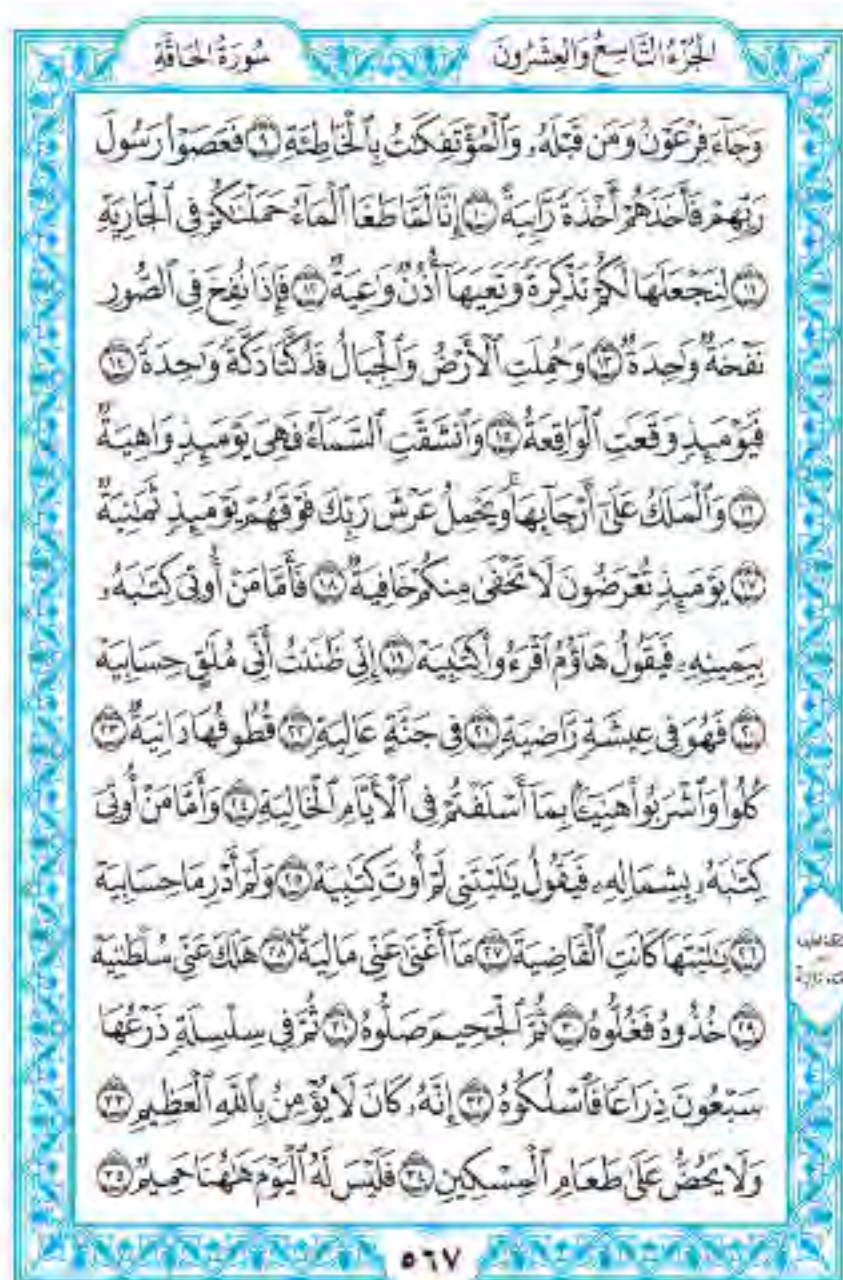 الجُزْءُ التَّاسِعُ وَالعِشْرُونَ سُورَةُ الحَاقَّةِ
وَجَآءَ فِرْعَوْنُ وَمَن قَبْلَهُۥ وَٱلْمُؤْتَفِكَٰتُ بِٱلْخَاطِئَةِ ٩ فَعَصَوْا۟ رَسُولَ
رَبِّهِمْ فَأَخَذَهُمْ أَخْذَةً رَّابِيَةً ١٠ إِنَّا لَمَّا طَغَا ٱلْمَآءُ حَمَلْنَٰكُمْ فِى ٱلْجَارِيَةِ
١١ لِنَجْعَلَهَا لَكُمْ تَذْكِرَةً وَتَعِيَهَآ أُذُنٌ وَٰعِيَةٌ ١٢ فَإِذَا نُفِخَ فِى ٱلصُّورِ
نَفْخَةٌ وَٰحِدَةٌ ١٣ وَحُمِلَتِ ٱلْأَرْضُ وَٱلْجِبَالُ فَدُكَّتَا دَكَّةً وَٰحِدَةً ١٤
فَيَوْمَئِذٍ وَقَعَتِ ٱلْوَاقِعَةُ ١٥ وَٱنشَقَّتِ ٱلسَّمَآءُ فَهِىَ يَوْمَئِذٍ وَاهِيَةٌ
١٦ وَٱلْمَلَكُ عَلَىٰٓ أَرْجَآئِهَا ۚ وَيَحْمِلُ عَرْشَ رَبِّكَ فَوْقَهُمْ يَوْمَئِذٍ ثَمَٰنِيَةٌ
١٧ يَوْمَئِذٍ تُعْرَضُونَ لَا تَخْفَىٰ مِنكُمْ خَافِيَةٌ ١٨ فَأَمَّا مَنْ أُوتِىَ كِتَٰبَهُۥ
بِيَمِينِهِۦ فَيَقُولُ هَآؤُمُ ٱقْرَءُوا۟ كِتَٰبِيَهْ ١٩ إِنِّى ظَنَنتُ أَنِّى مُلَٰقٍ حِسَابِيَهْ
٢٠ فَهُوَ فِى عِيشَةٍ رَّاضِيَةٍ ٢١ فِى جَنَّةٍ عَالِيَةٍ ٢٢ قُطُوفُهَا دَانِيَةٌ ٢٣
كُلُوا۟ وَٱشْرَبُوا۟ هَنِيٓـًٔۢا بِمَآ أَسْلَفْتُمْ فِى ٱلْأَيَّامِ ٱلْخَالِيَةِ ٢٤ وَأَمَّا مَنْ أُوتِىَ
كِتَٰبَهُۥ بِشِمَالِهِۦ فَيَقُولُ يَٰلَيْتَنِى لَمْ أُوتَ كِتَٰبِيَهْ ٢٥ وَلَمْ أَدْرِ مَا حِسَابِيَهْ
٢٦ يَٰلَيْتَهَا كَانَتِ ٱلْقَاضِيَةَ ٢٧ مَآ أَغْنَىٰ عَنِّى مَالِيَهْ ۜ ٢٨ هَلَكَ عَنِّى سُلْطَٰنِيَهْ
٢٩ خُذُوهُ فَغُلُّوهُ ٣٠ ثُمَّ ٱلْجَحِيمَ صَلُّوهُ ٣١ ثُمَّ فِى سِلْسِلَةٍ ذَرْعُهَا
سَبْعُونَ ذِرَاعًا فَٱسْلُكُوهُ ٣٢ إِنَّهُۥ كَانَ لَا يُؤْمِنُ بِٱللَّهِ ٱلْعَظِيمِ ٣٣
وَلَا يَحُضُّ عَلَىٰ طَعَامِ ٱلْمِسْكِينِ ٣٤ فَلَيْسَ لَهُ ٱلْيَوْمَ هَٰهُنَا حَمِيمٌ ٣٥
٥٦٧